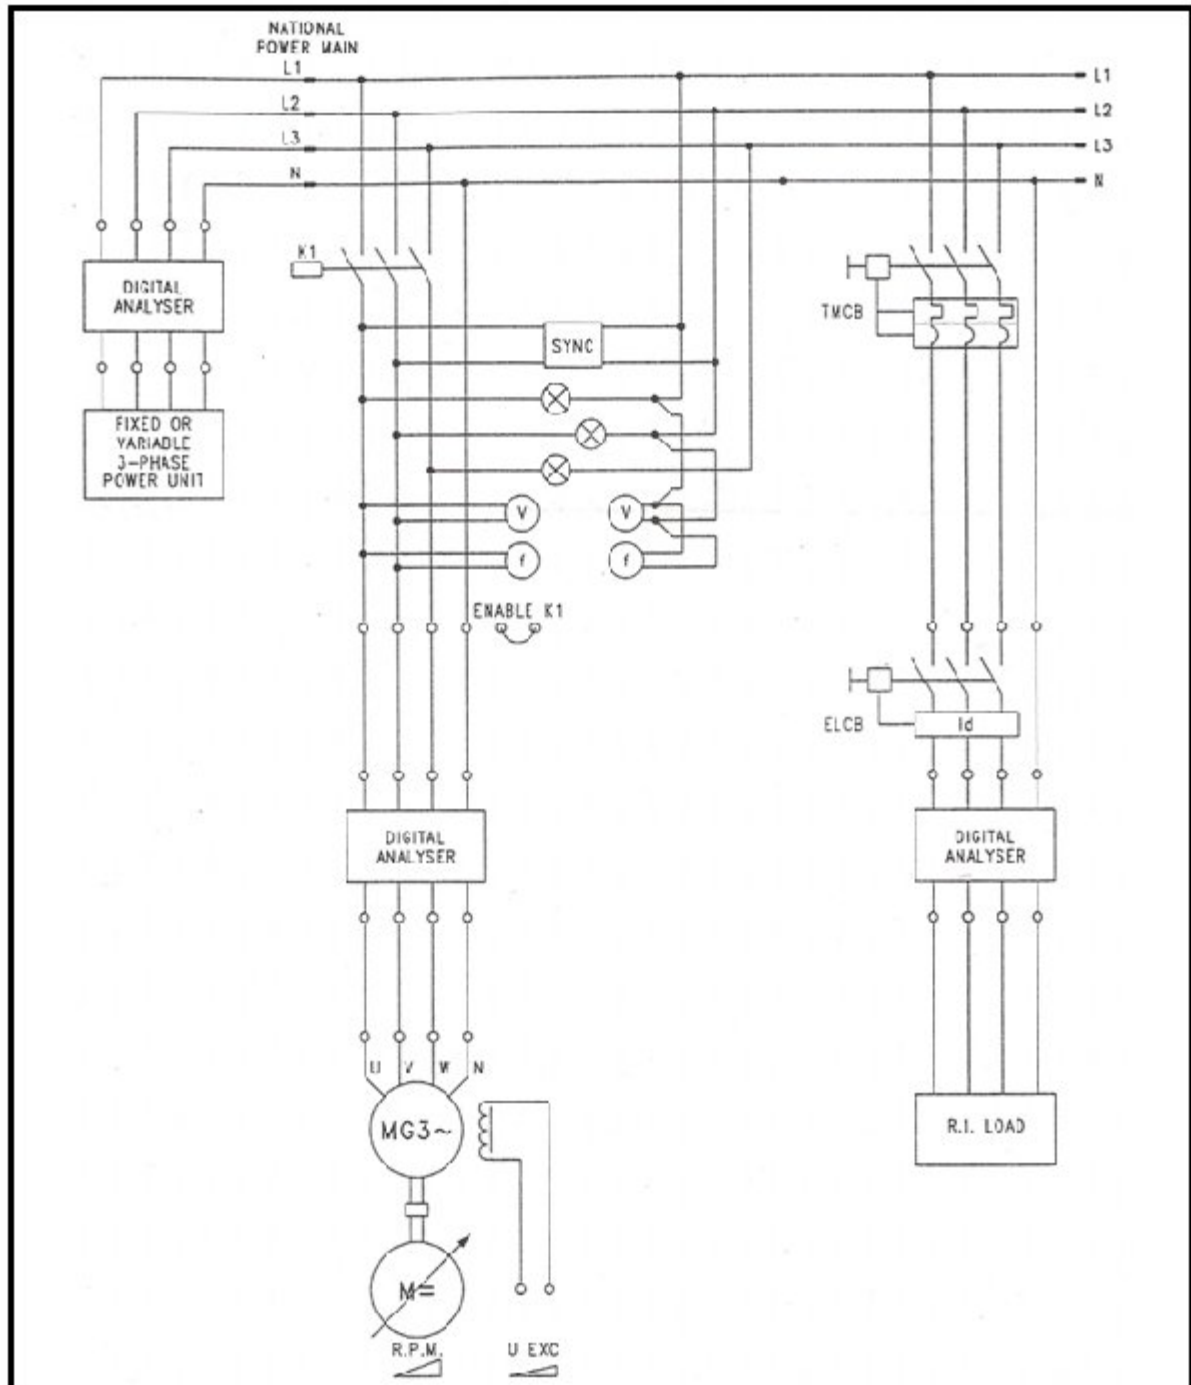 NATIONAL
POWER MAIN
L1
L1
L2
L2
L3
L3
N
N
K1
DIGITAL
ANALYSER
TMCB
SYNC
FIXED OR
VARIABLE
3-PHASE
POWER UNIT
V
V
f
f
ENABLE K1
ELCB
Id
DIGITAL
ANALYSER
DIGITAL
ANALYSER
U
V
W
N
MG3~
R.I. LOAD
M=
R.P.M.
U EXC